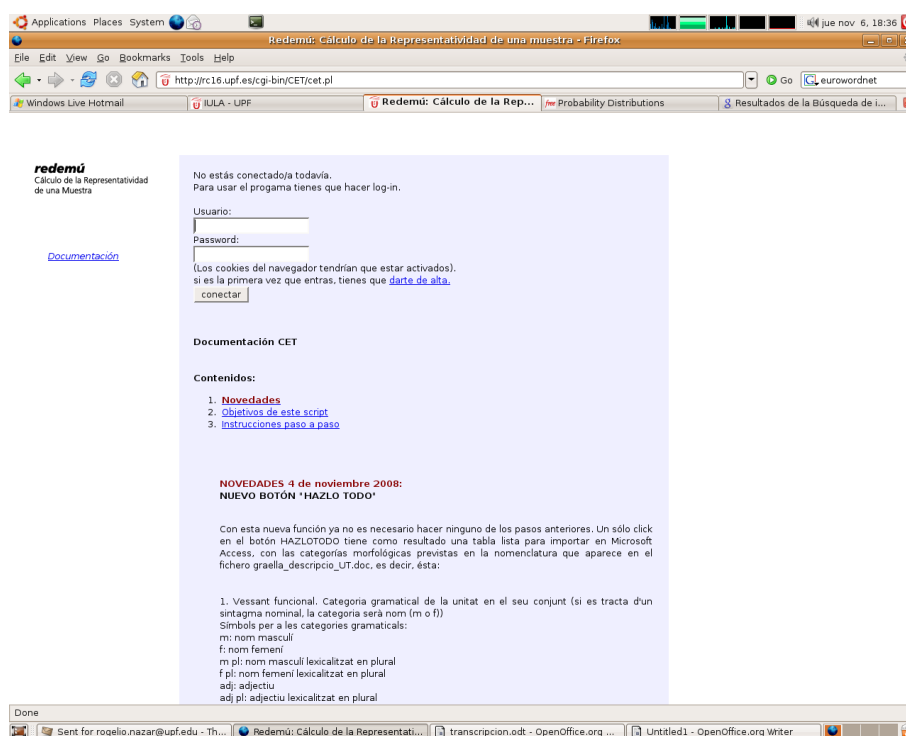 Applications Places System
jue nov 6, 18:36
Redemú: Cálculo de la Representatividad de una muestra - Firefox
File Edit View Go Bookmarks Tools Help
http://rc16.upf.es/cgi-bin/CET/cet.pl
Go
eurowordnet
Windows Live Hotmail
IULA - UPF
Redemú: Cálculo de la Rep...
Probability Distributions
Resultados de la Búsqueda de i...
redemú
Cálculo de la Representatividad
de una Muestra
Documentación
No estás conectado/a todavía.
Para usar el progama tienes que hacer log-in.
Usuario:
Password:
(Los cookies del navegador tendrían que estar activados).
si es la primera vez que entras, tienes que darte de alta.
conectar
Documentación CET
Contenidos:
1. Novedades
2. Objetivos de este script
3. Instrucciones paso a paso
NOVEDADES 4 de noviembre 2008:
NUEVO BOTÓN "HAZLO TODO"
Con esta nueva función ya no es necesario hacer ninguno de los pasos anteriores. Un sólo click
en el botón HAZLOTODO tiene como resultado una tabla lista para importar en Microsoft
Access, con las categorías morfológicas previstas en la nomenclatura que aparece en el
fichero graella_descripcio_UT.doc, es decir, ésta:
1. Vessant funcional. Categoria gramatical de la unitat en el seu conjunt (si es tracta d'un
sintagma nominal, la categoria serà nom (m o f))
Símbols per a les categories gramaticals:
m: nom masculí
f: nom femení
m pl: nom masculí lexicalitzat en plural
f pl: nom femení lexicalitzat en plural
adj: adjectiu
adj pl: adjectiu lexicalitzat en plural
Done
Sent for rogelio.nazar@upf.edu - Th...
Redemú: Cálculo de la Representati...
transcripcion.odt - OpenOffice.org ...
Untitled1 - OpenOffice.org Writer